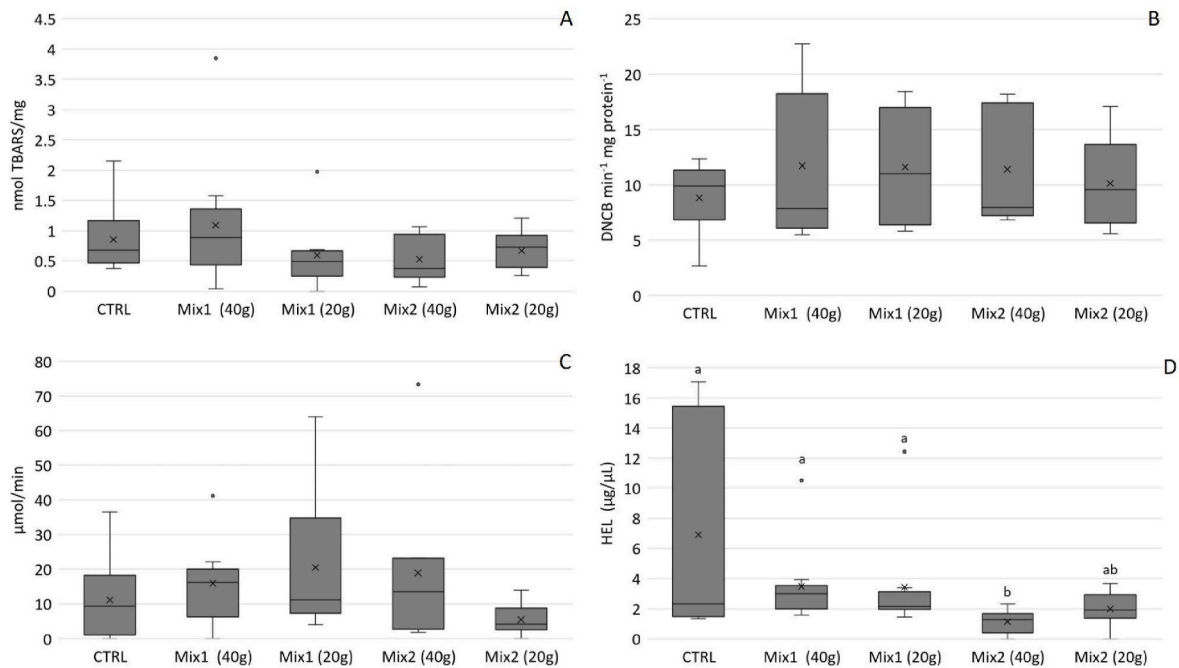 A
nmol TBARS/mg
4.5
4
3.5
3
2.5
2
1.5
1
0.5
0
CTRL Mix1 (40g) Mix1 (20g) Mix2 (40g) Mix2 (20g)
B
DNCB min⁻¹ mg protein⁻¹
25
20
15
10
5
0
CTRL Mix1 (40g) Mix1 (20g) Mix2 (40g) Mix2 (20g)
C
µmol/min
80
70
60
50
40
30
20
10
0
CTRL Mix1 (40g) Mix1 (20g) Mix2 (40g) Mix2 (20g)
D
HEL (µg/µL)
18
16
14
12
10
8
6
4
2
0
a
a
a
b
ab
CTRL Mix1 (40g) Mix1 (20g) Mix2 (40g) Mix2 (20g)